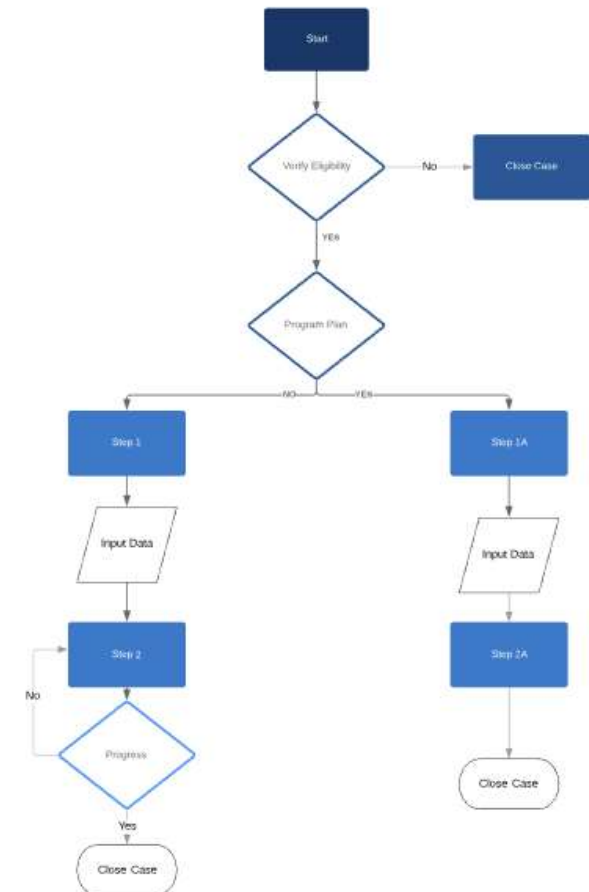 Start
Verify Eligibility
No
Close Case
YES
Program Plan
NO
YES
Step 1
Step 1A
Input Data
Input Data
Step 2
Step 2A
No
Progress
Close Case
Yes
Close Case